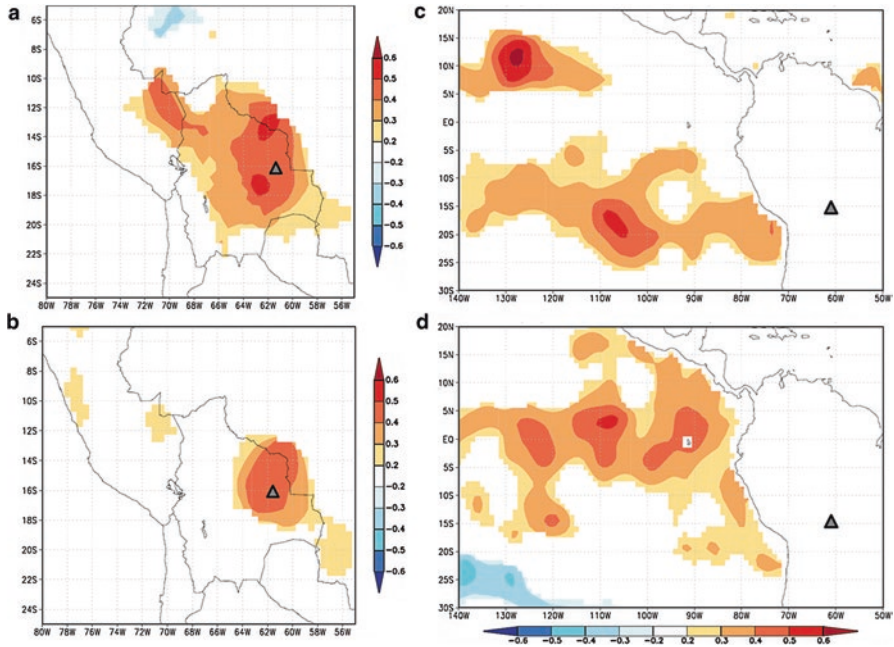 a
6S
8S
10S
12S
14S
16S
18S
20S
22S
24S
80W 78W 76W 74W 72W 70W 68W 66W 64W 62W 60W 58W 56W
0.6
0.5
0.4
0.3
0.2
-0.2
-0.3
-0.4
-0.5
-0.6
c
20N
15N
10N
5N
EQ
5S
10S
15S
20S
25S
30S
140W 130W 120W 110W 100W 90W 80W 70W 60W 50W
b
6S
8S
10S
12S
14S
16S
18S
20S
22S
24S
80W 78W 76W 74W 72W 70W 68W 66W 64W 62W 60W 58W 56W
0.6
0.5
0.4
0.3
0.2
-0.2
-0.3
-0.4
-0.5
-0.6
d
20N
15N
10N
5N
EQ
5S
10S
15S
20S
25S
30S
140W 130W 120W 110W 100W 90W 80W 70W 60W 50W
-0.6 -0.5 -0.4 -0.3 -0.2 0.2 0.3 0.4 0.5 0.6